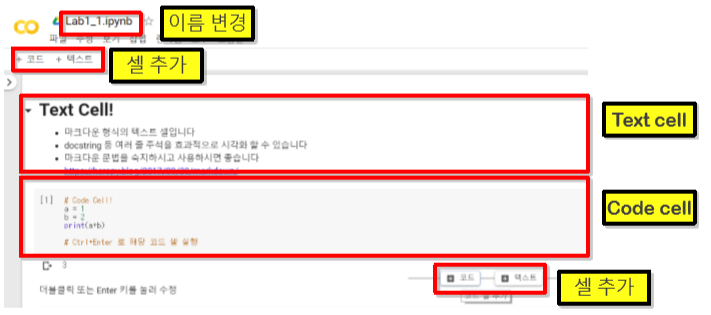 Lab1_1.ipynb
이름 변경
파일 수정 보기 삽입
+ 코드 + 텍스트
셀 추가
Text Cell!
마크다운 형식의 텍스트 셀입니다
docstring 등 여러 줄 주석을 효과적으로 시각화 할 수 있습니다
마크다운 문법을 숙지하시고 사용하시면 좋습니다
Text cell
[1] # Code Cell!
a = 1
b = 2
print(a+b)
# Ctrl+Enter 로 해당 코드 셀 실행
Code cell
3
코드 텍스트
셀 추가
코드 셀 추가
더블클릭 또는 Enter 키를 눌러 수정